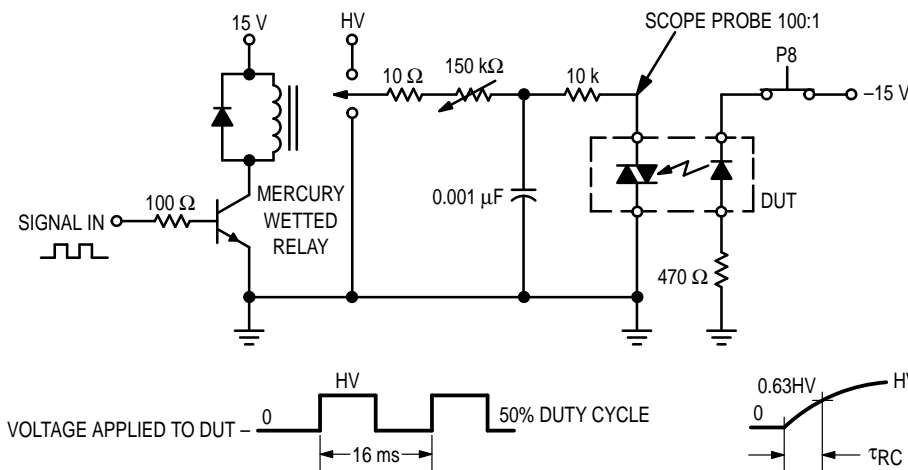 SCOPE PROBE 100:1
15 V
HV
P8
10 Ω
150 kΩ
10 k
–15 V
MERCURY
WETTED
RELAY
0.001 μF
DUT
100 Ω
SIGNAL IN
470 Ω
HV
0
VOLTAGE APPLIED TO DUT –
50% DUTY CYCLE
16 ms
0.63HV
0
τRC